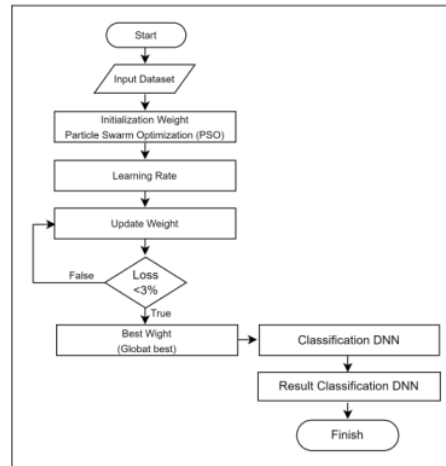 Start
Input Dataset
Initialization Weight
Particle Swarm Optimization (PSO)
Learning Rate
Update Weight
False
Loss
<3%
True
Best Wight
(Globat best)
Classification DNN
Result Classification DNN
Finish